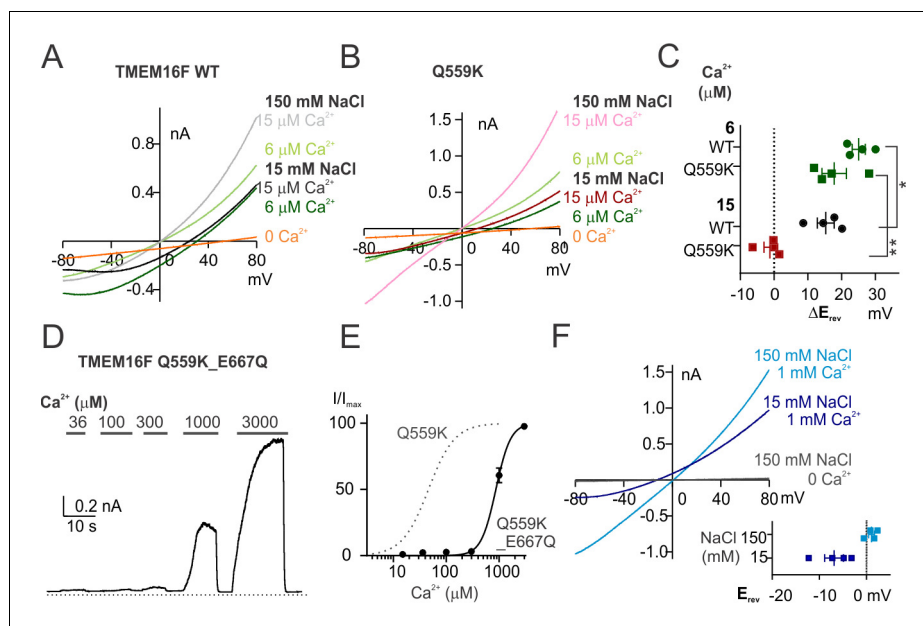 A
TMEM16F WT
150 mM NaCl
nA
15 μM Ca²⁺
0.8
6 μM Ca²⁺
15 mM NaCl
0.4
15 μM Ca²⁺
6 μM Ca²⁺
0 Ca²⁺
-80
-40
0
40
80
mV
-0.4
B
Q559K
150 mM NaCl
1.5
nA
15 μM Ca²⁺
1.0
6 μM Ca²⁺
15 mM NaCl
0.5
15 μM Ca²⁺
6 μM Ca²⁺
0 Ca²⁺
-80
-40
0
40
80
mV
-0.5
-1.0
C
Ca²⁺
(μM)
6
WT
Q559K
15
WT
Q559K
*
**
-10
0
10
20
30
ΔErev
mV
D
TMEM16F Q559K_E667Q
Ca²⁺ (μM)
36 100 300 1000 3000
0.2 nA
10 s
E
I/Imax
100
50
0
Q559K
Q559K
_E667Q
10
100
1000
Ca²⁺ (μM)
F
150 mM NaCl
1 mM Ca²⁺
nA
1.5
15 mM NaCl
1.0
1 mM Ca²⁺
0.5
150 mM NaCl
0 Ca²⁺
-80
-40
0
40
80
mV
-0.5
-1.0
NaCl
(mM)
150
15
Erev
-20
-10
0 mV